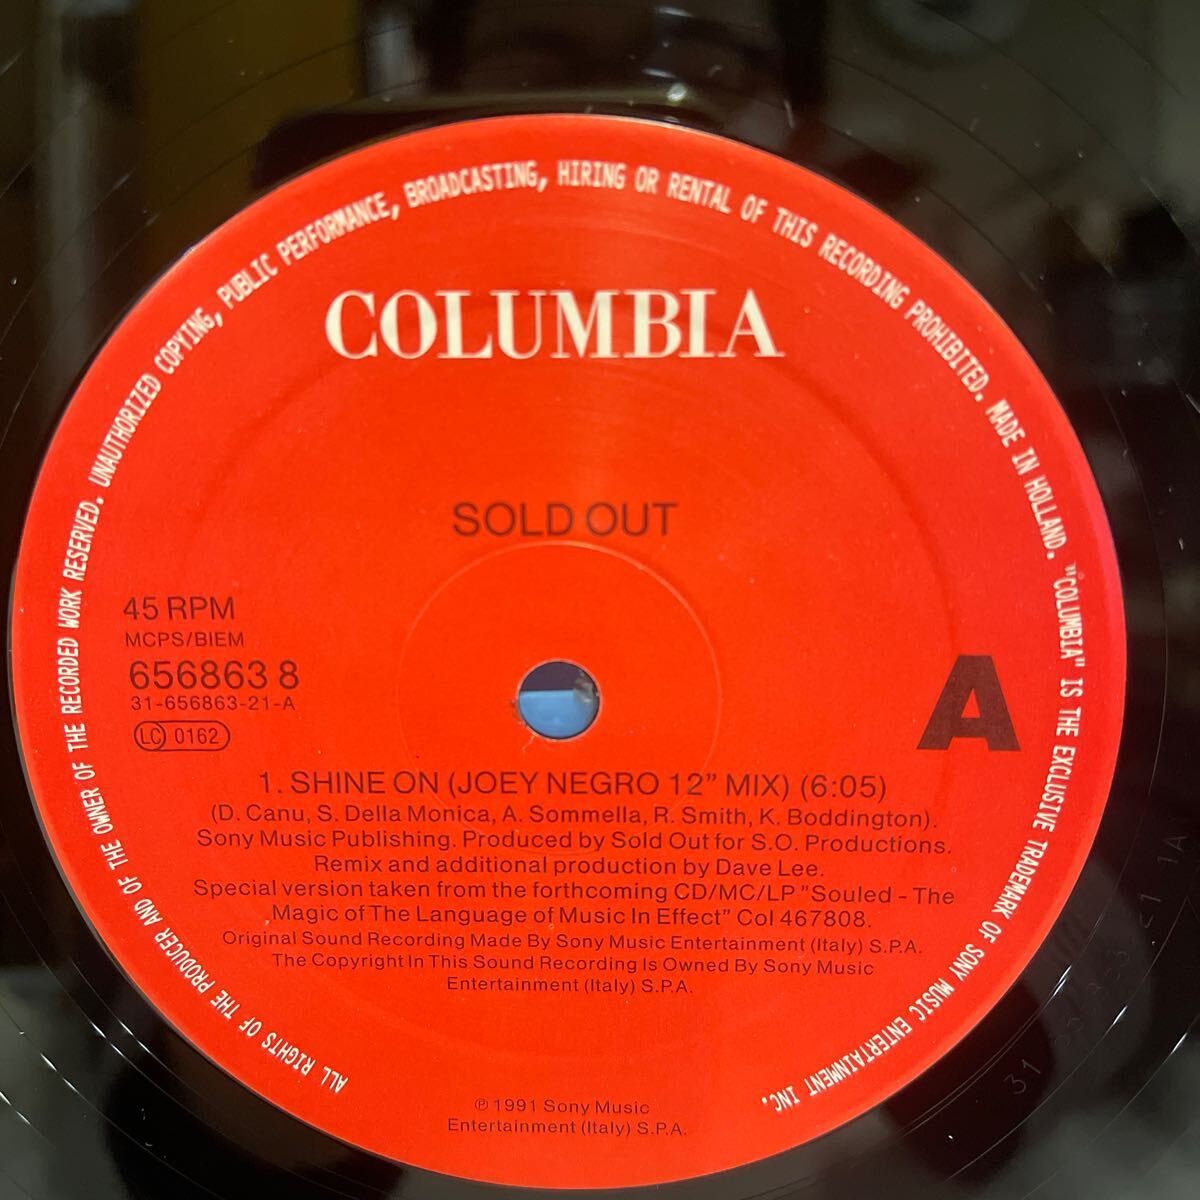 ALL RIGHTS OF THE PRODUCER AND OF THE OWNER OF THE RECORDED WORK RESERVED. UNAUTHORIZED COPYING, PUBLIC PERFORMANCE, BROADCASTING, HIRING OR RENTAL OF THIS RECORDING PROHIBITED. MADE IN HOLLAND. "COLUMBIA" IS THE EXCLUSIVE TRADEMARK OF SONY MUSIC ENTERTAINMENT INC.
COLUMBIA
SOLD OUT
45 RPM
MCPS/BIEM
656863 8
31-656863-21-A
LC 0162
A
1. SHINE ON (JOEY NEGRO 12” MIX) (6:05)
(D. Canu, S. Della Monica, A. Sommella, R. Smith, K. Boddington).
Sony Music Publishing. Produced by Sold Out for S.O. Productions.
Remix and additional production by Dave Lee.
Special version taken from the forthcoming CD/MC/LP ”Souled - The
Magic of The Language of Music In Effect” Col 467808.
Original Sound Recording Made By Sony Music Entertainment (Italy) S.P.A.
The Copyright In This Sound Recording Is Owned By Sony Music
Entertainment (Italy) S.P.A.
℗ 1991 Sony Music
Entertainment (Italy) S.P.A.